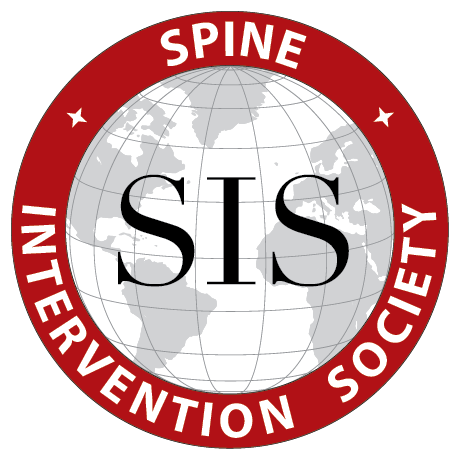 SPINE
INTERVENTION SOCIETY
SIS